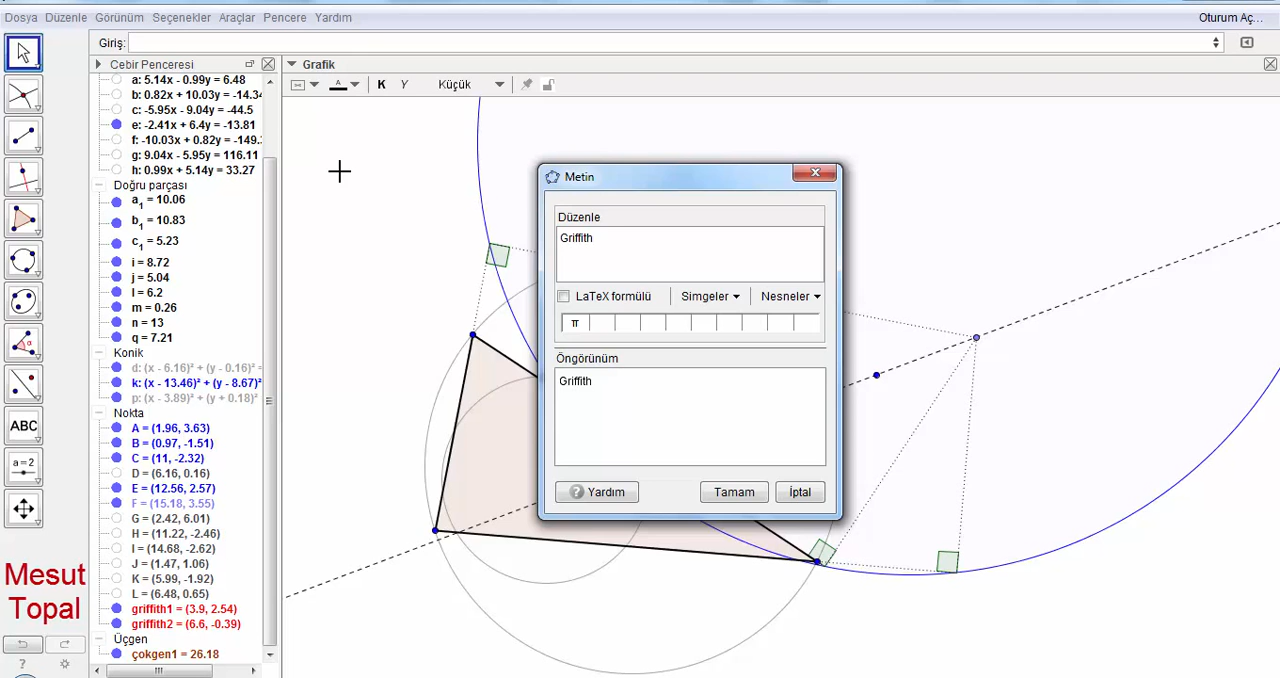 Dosya Düzenle Görünüm Seçenekler Araçlar Pencere Yardım Oturum Aç...
Giriş:
Cebir Penceresi
Grafik
K Y Küçük
a: 5.14x - 0.99y = 6.48
b: 0.82x + 10.03y = -14.34
c: -5.95x - 9.04y = -44.5
e: -2.41x + 6.4y = -13.81
f: -10.03x + 0.82y = -149.
g: 9.04x - 5.95y = 116.11
h: 0.99x + 5.14y = 33.27
Doğru parçası
a1 = 10.06
b1 = 10.83
c1 = 5.23
i = 8.72
j = 5.04
l = 6.2
m = 0.26
n = 13
q = 7.21
Konik
d: (x - 6.16)² + (y - 0.16)² =
k: (x - 13.46)² + (y - 8.67)²
p: (x - 3.89)² + (y + 0.18)² =
Nokta
A = (1.96, 3.63)
B = (0.97, -1.51)
C = (11, -2.32)
D = (6.16, 0.16)
E = (12.56, 2.57)
F = (15.18, 3.55)
G = (2.42, 6.01)
H = (11.22, -2.46)
I = (14.68, -2.62)
J = (1.47, 1.06)
K = (5.99, -1.92)
L = (6.48, 0.65)
griffith1 = (3.9, 2.54)
griffith2 = (6.6, -0.39)
Üçgen
çokgen1 = 26.18
ABC
a=2
Mesut
Topal
?
Metin
Düzenle
Griffith
LaTeX formülü Simgeler Nesneler
π
Öngörünüm
Griffith
? Yardım Tamam İptal